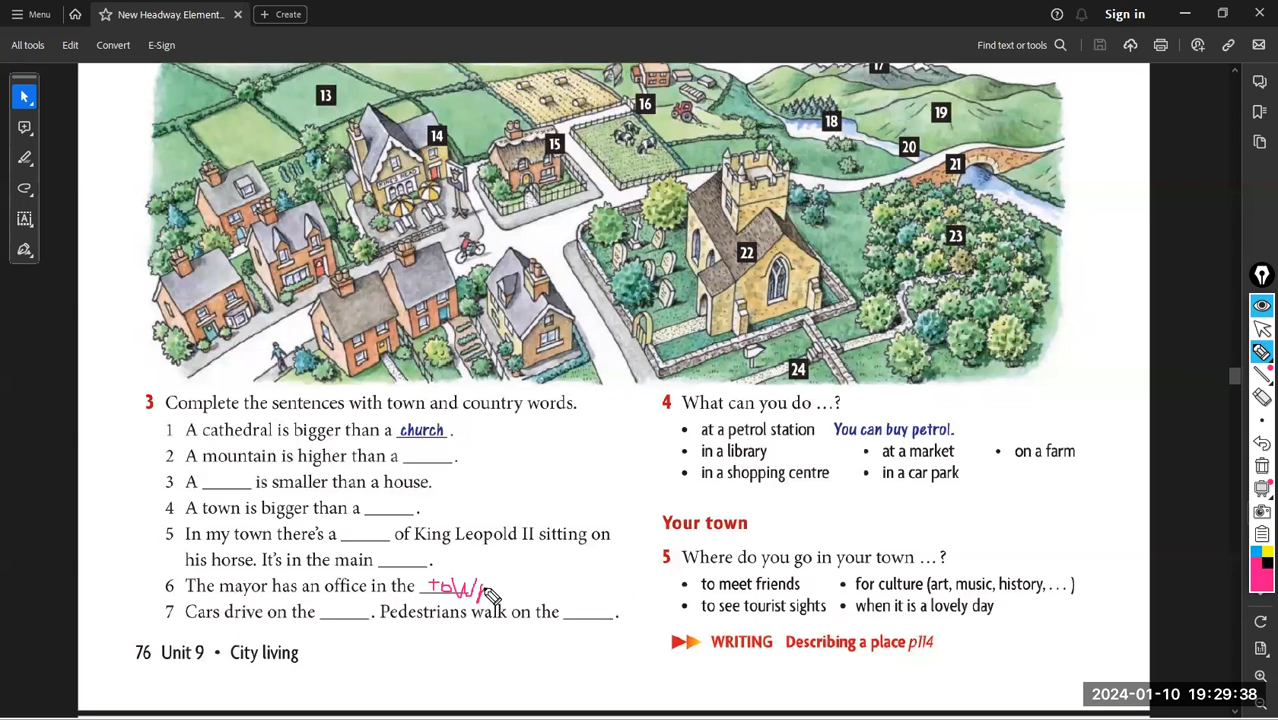 Menu
New Headway. Element...
Create
Sign in
All tools
Edit
Convert
E-Sign
Find text or tools
17
13
16
14
15
18
19
20
21
22
23
24
3 Complete the sentences with town and country words.
1 A cathedral is bigger than a church .
2 A mountain is higher than a ______ .
3 A ______ is smaller than a house.
4 A town is bigger than a ______ .
5 In my town there's a ______ of King Leopold II sitting on
his horse. It's in the main ______ .
6 The mayor has an office in the town
7 Cars drive on the ______ . Pedestrians walk on the ______ .
76 Unit 9 • City living
4 What can you do …?
• at a petrol station You can buy petrol.
• in a library • at a market • on a farm
• in a shopping centre • in a car park
Your town
5 Where do you go in your town …?
• to meet friends • for culture (art, music, history, . . . )
• to see tourist sights • when it is a lovely day
WRITING Describing a place p114
2024-01-10 19:29:38